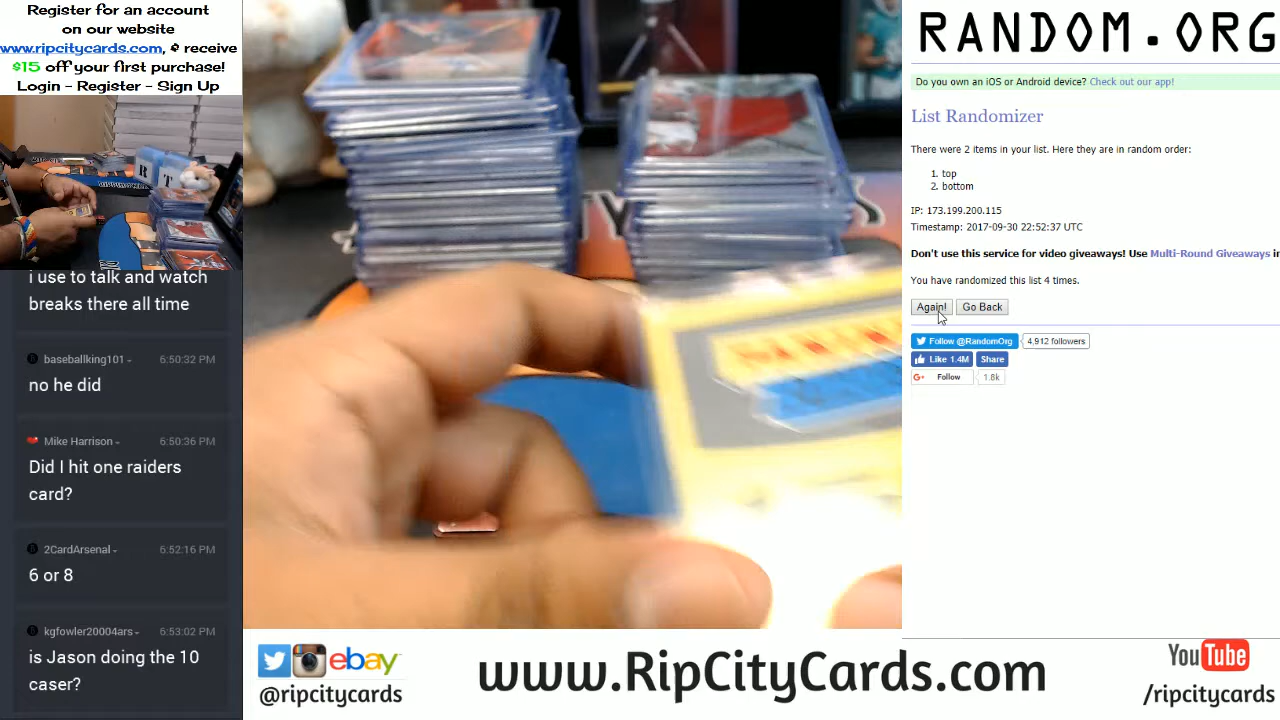 Register for an account
on our website
www.ripcitycards.com, & receive
$15 off your first purchase!
Login - Register - Sign Up
i use to talk and watch
breaks there all time
baseballking101 6:50:32 PM
no he did
Mike Harrison 6:50:36 PM
Did I hit one raiders
card?
2CardArsenal 6:52:16 PM
6 or 8
kgfowler20004ars 6:53:02 PM
is Jason doing the 10
caser?
R T
RANDOM.ORG
Do you own an iOS or Android device? Check out our app!
List Randomizer
There were 2 items in your list. Here they are in random order:
1. top
2. bottom
IP: 173.199.200.115
Timestamp: 2017-09-30 22:52:37 UTC
Don't use this service for video giveaways! Use Multi-Round Giveaways in
You have randomized this list 4 times.
Again! Go Back
Follow @RandomOrg 4,912 followers
Like 1.4M Share
G+ Follow 1.8k
ebay
@ripcitycards
www.RipCityCards.com
YouTube
/ripcitycards